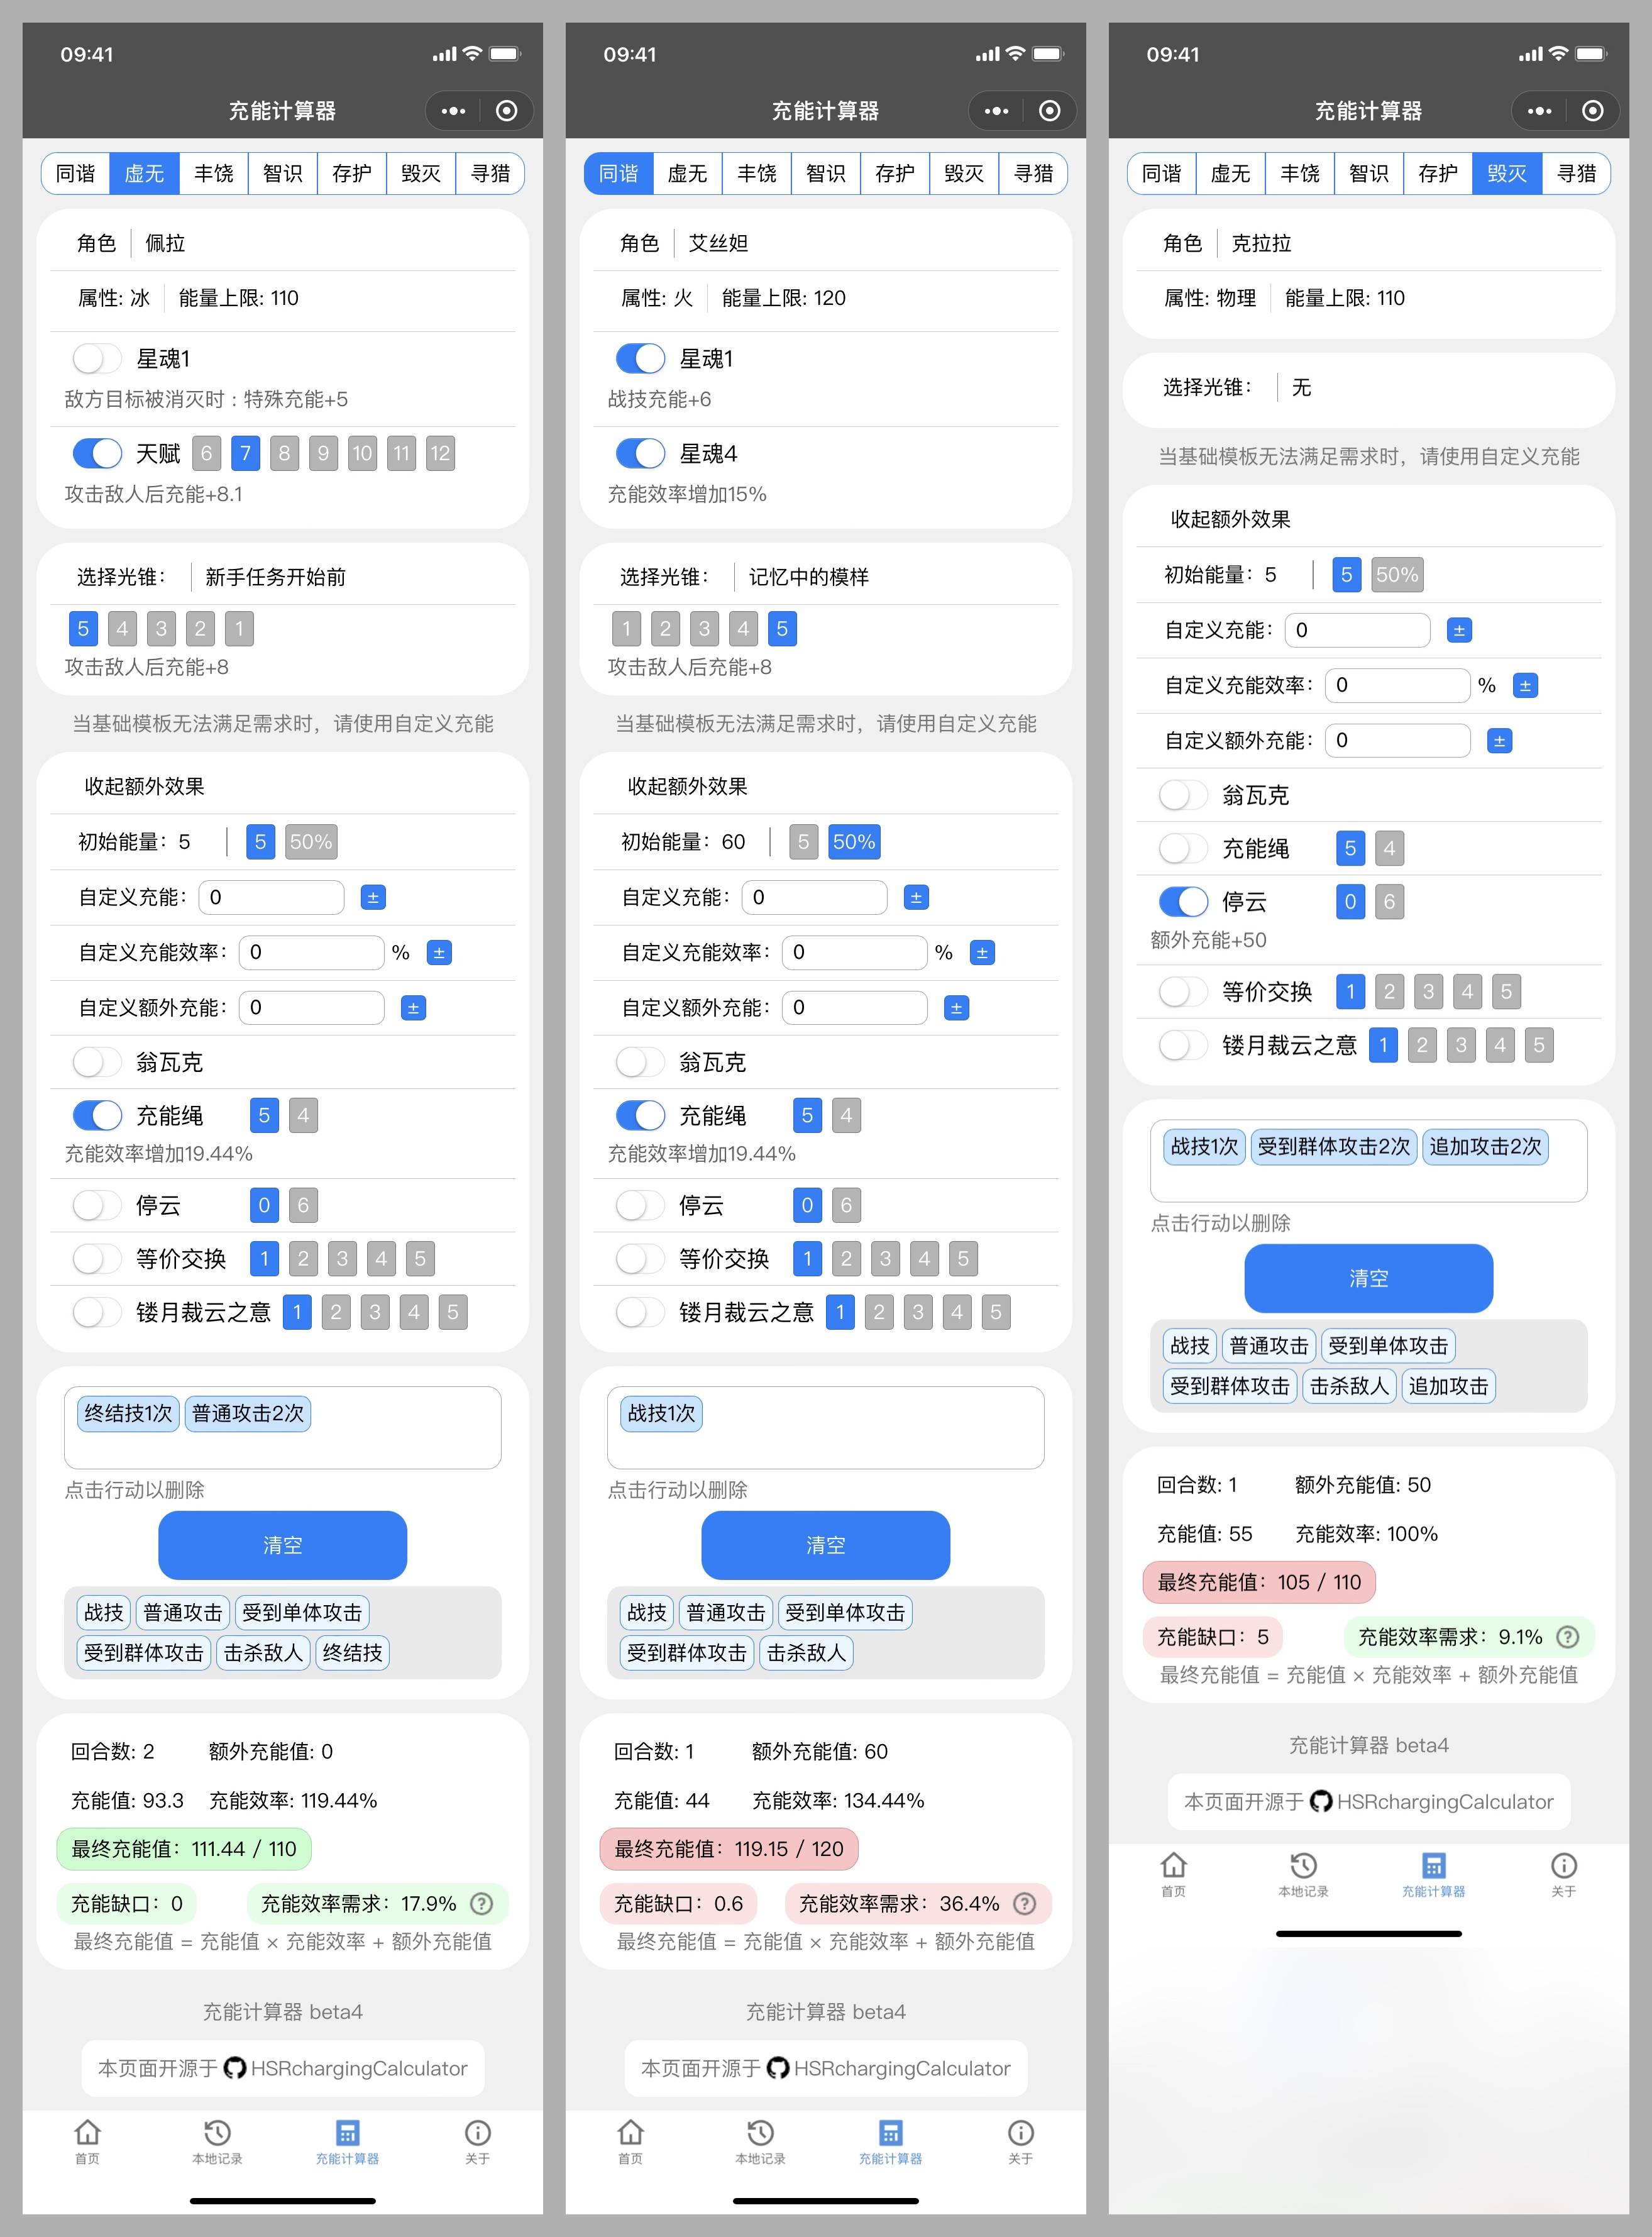 09:41
充能计算器
同谐 虚无 丰饶 智识 存护 毁灭 寻猎
角色 佩拉
属性: 冰 能量上限: 110
星魂1
敌方目标被消灭时：特殊充能+5
天赋 6 7 8 9 10 11 12
攻击敌人后充能+8.1
选择光锥： 新手任务开始前
5 4 3 2 1
攻击敌人后充能+8
当基础模板无法满足需求时，请使用自定义充能
收起额外效果
初始能量：5 5 50%
自定义充能： 0 ±
自定义充能效率： 0 % ±
自定义额外充能： 0 ±
翁瓦克
充能绳 5 4
充能效率增加19.44%
停云 0 6
等价交换 1 2 3 4 5
镂月裁云之意 1 2 3 4 5
终结技1次 普通攻击2次
点击行动以删除
清空
战技 普通攻击 受到单体攻击
受到群体攻击 击杀敌人 终结技
回合数: 2 额外充能值: 0
充能值: 93.3 充能效率: 119.44%
最终充能值：111.44 / 110
充能缺口：0 充能效率需求：17.9% ?
最终充能值 = 充能值 × 充能效率 + 额外充能值
充能计算器 beta4
本页面开源于 HSRchargingCalculator
首页 本地记录 充能计算器 关于
09:41
充能计算器
同谐 虚无 丰饶 智识 存护 毁灭 寻猎
角色 艾丝妲
属性: 火 能量上限: 120
星魂1
战技充能+6
星魂4
充能效率增加15%
选择光锥： 记忆中的模样
1 2 3 4 5
攻击敌人后充能+8
当基础模板无法满足需求时，请使用自定义充能
收起额外效果
初始能量：60 5 50%
自定义充能： 0 ±
自定义充能效率： 0 % ±
自定义额外充能： 0 ±
翁瓦克
充能绳 5 4
充能效率增加19.44%
停云 0 6
等价交换 1 2 3 4 5
镂月裁云之意 1 2 3 4 5
战技1次
点击行动以删除
清空
战技 普通攻击 受到单体攻击
受到群体攻击 击杀敌人
回合数: 1 额外充能值: 60
充能值: 44 充能效率: 134.44%
最终充能值：119.15 / 120
充能缺口：0.6 充能效率需求：36.4% ?
最终充能值 = 充能值 × 充能效率 + 额外充能值
充能计算器 beta4
本页面开源于 HSRchargingCalculator
首页 本地记录 充能计算器 关于
09:41
充能计算器
同谐 虚无 丰饶 智识 存护 毁灭 寻猎
角色 克拉拉
属性: 物理 能量上限: 110
选择光锥： 无
当基础模板无法满足需求时，请使用自定义充能
收起额外效果
初始能量：5 5 50%
自定义充能： 0 ±
自定义充能效率： 0 % ±
自定义额外充能： 0 ±
翁瓦克
充能绳 5 4
停云 0 6
额外充能+50
等价交换 1 2 3 4 5
镂月裁云之意 1 2 3 4 5
战技1次 受到群体攻击2次 追加攻击2次
点击行动以删除
清空
战技 普通攻击 受到单体攻击
受到群体攻击 击杀敌人 追加攻击
回合数: 1 额外充能值: 50
充能值: 55 充能效率: 100%
最终充能值：105 / 110
充能缺口：5 充能效率需求：9.1% ?
最终充能值 = 充能值 × 充能效率 + 额外充能值
充能计算器 beta4
本页面开源于 HSRchargingCalculator
首页 本地记录 充能计算器 关于